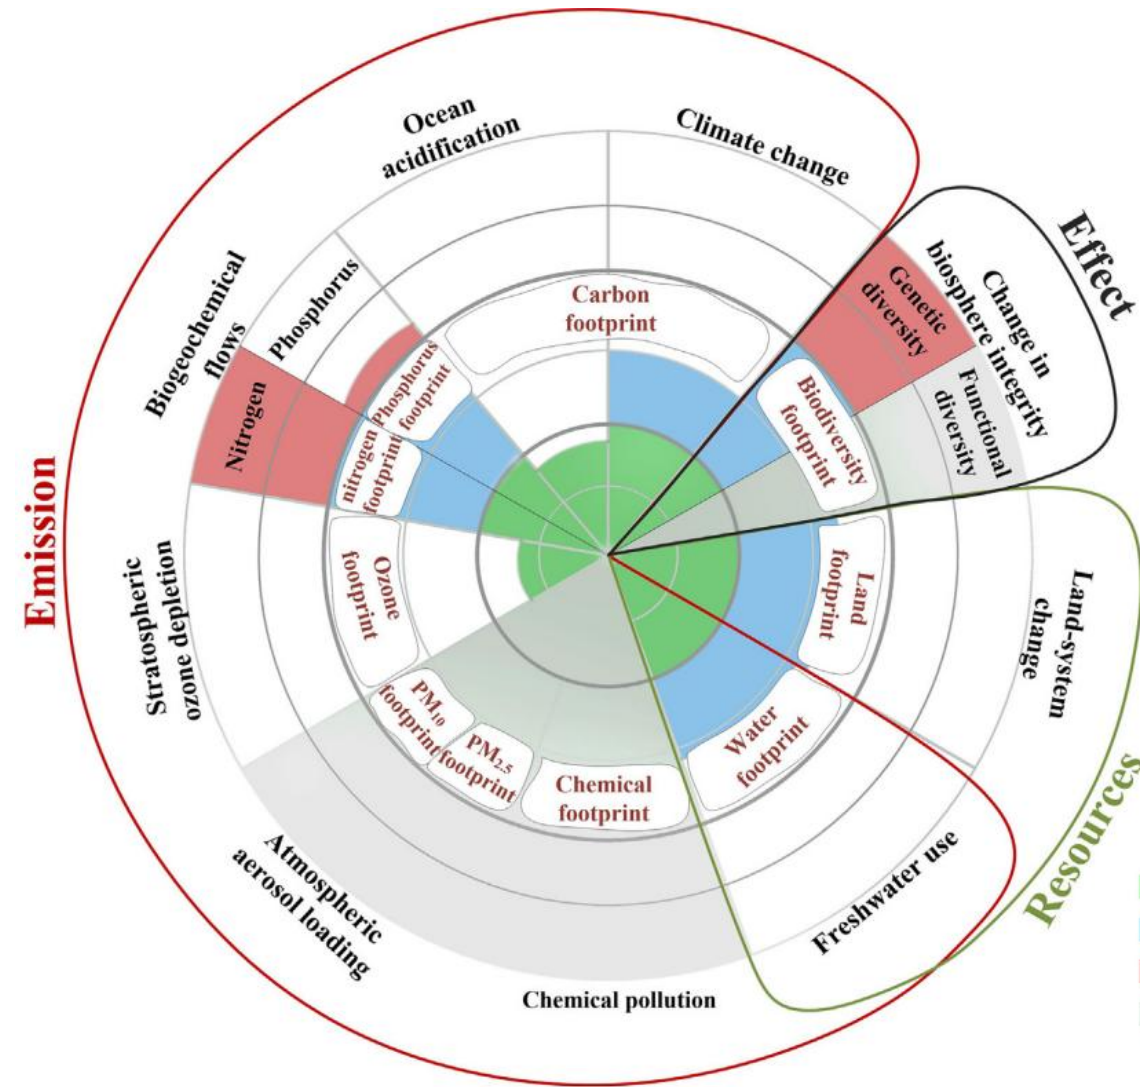 Ocean
acidification
Climate change
Effect
Change in
biosphere integrity
Genetic
diversity
Functional
diversity
Biogeochemical
flows
Phosphorus
Nitrogen
Carbon
footprint
Phosphorus
footprint
nitrogen
footprint
Biodiversity
footprint
Emission
Stratospheric
ozone depletion
Ozone
footprint
Land
footprint
Land-system
change
PM10
footprint
PM2.5
footprint
Chemical
footprint
Water
footprint
Resources
Freshwater use
Atmospheric
aerosol loading
Chemical pollution